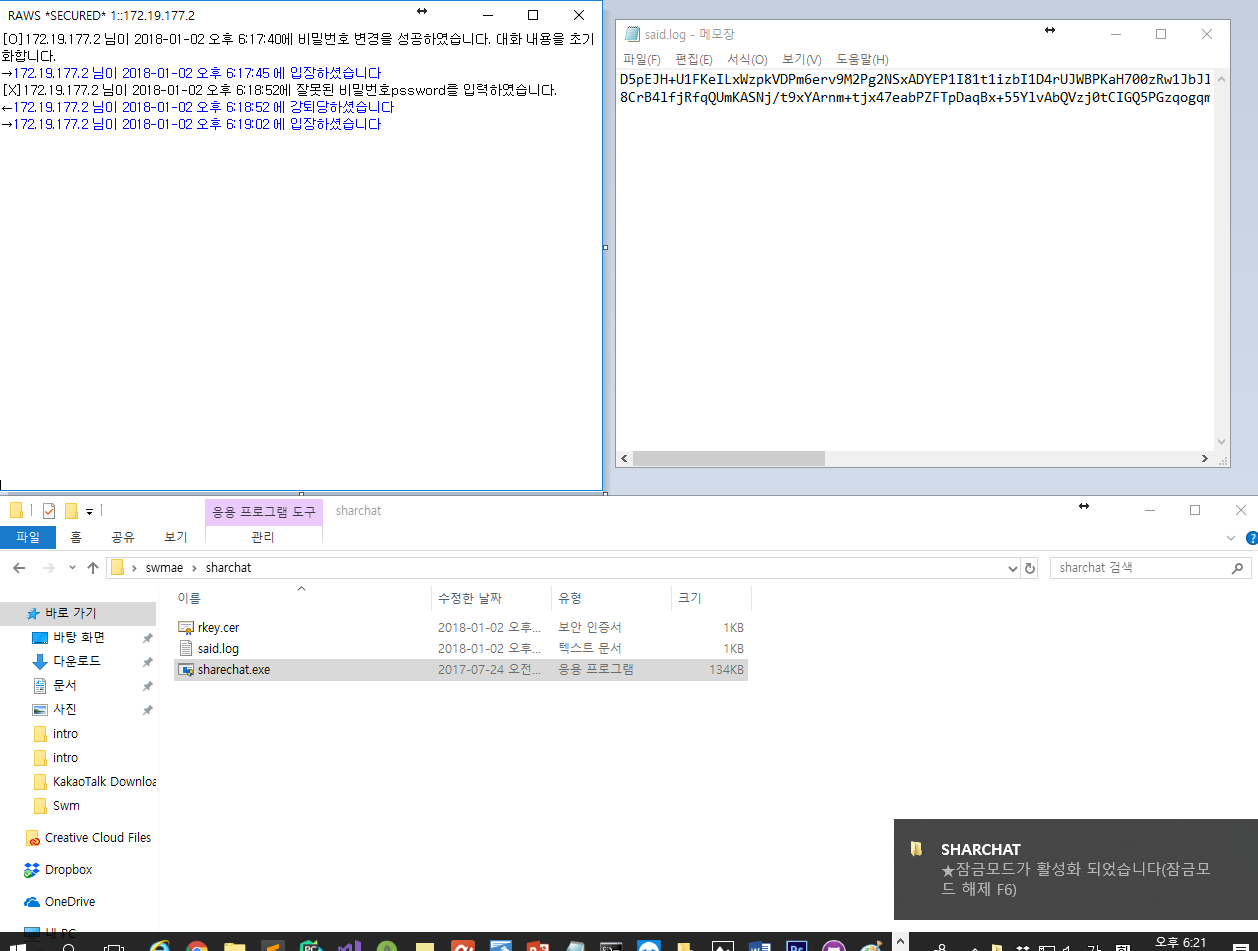 RAWS *SECURED* 1::172.19.177.2
[O]172.19.177.2 님이 2018-01-02 오후 6:17:40에 비밀번호 변경을 성공하였습니다. 대화 내용을 초기
화합니다.
→172.19.177.2 님이 2018-01-02 오후 6:17:45 에 입장하셨습니다
[X]172.19.177.2 님이 2018-01-02 오후 6:18:52에 잘못된 비밀번호pssword을 입력하였습니다.
←172.19.177.2 님이 2018-01-02 오후 6:18:52 에 강퇴당하셨습니다
→172.19.177.2 님이 2018-01-02 오후 6:19:02 에 입장하셨습니다
said.log - 메모장
파일(F) 편집(E) 서식(O) 보기(V) 도움말(H)
D5pEJH+U1FKeILxWzpkVDPm6erv9M2Pg2NSxADYEP1I81t1izbI1D4rUJWBPKaH700zRw1JbJl
8CrB4lfjRfqQUmKASNj/t9xYArnm+tjx47eabPZFTpDaqBx+55YlvAbQVzj0tCIGQ5PGzqogqm
응용 프로그램 도구 sharchat
파일 홈 공유 보기 관리
swmae › sharchat
sharchat 검색
이름 수정한 날짜 유형 크기
rkey.cer 2018-01-02 오후... 보안 인증서 1KB
said.log 2018-01-02 오후... 텍스트 문서 1KB
sharechat.exe 2017-07-24 오전... 응용 프로그램 134KB
바로 가기
바탕 화면
다운로드
문서
사진
intro
intro
KakaoTalk Downloa
Swm
Creative Cloud Files
Dropbox
OneDrive
내 PC
SHARCHAT
★잠금모드가 활성화 되었습니다(잠금모
드 해제 F6)
오후 6:21